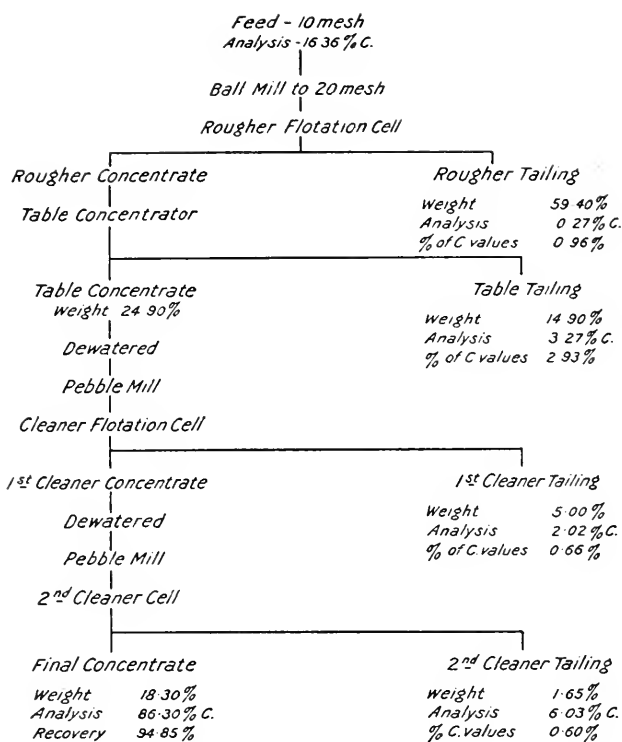 Feed - 10 mesh
Analysis - 16 36 % C.
Ball Mill to 20 mesh
Rougher Flotation Cell
Rougher Concentrate
Table Concentrator
Rougher Tailing
Weight 59 40%
Analysis 0 27% C.
% of C values 0 96%
Table Concentrate
Weight 24 90%
Dewatered
Pebble Mill
Cleaner Flotation Cell
Table Tailing
Weight 14 90%
Analysis 3 27% C.
% of C values 2 93%
1st Cleaner Concentrate
Dewatered
Pebble Mill
2nd Cleaner Cell
1st Cleaner Tailing
Weight 5.00%
Analysis 2.02% C.
% of C. values 0.66%
Final Concentrate
Weight 18.30%
Analysis 86.30% C.
Recovery 94.85%
2nd Cleaner Tailing
Weight 1.65%
Analysis 6.03% C.
% C. values 0.60%